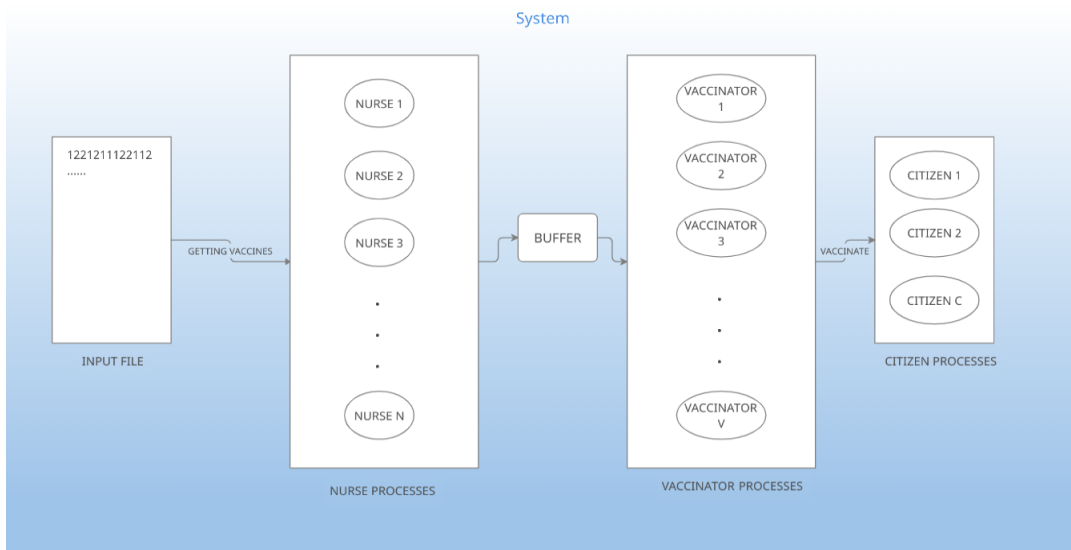 System
1221211122112
......
INPUT FILE
GETTING VACCINES
NURSE 1
NURSE 2
NURSE 3
.
.
.
NURSE N
NURSE PROCESSES
BUFFER
VACCINATOR
1
VACCINATOR
2
VACCINATOR
3
.
.
.
VACCINATOR
V
VACCINATOR PROCESSES
VACCINATE
CITIZEN 1
CITIZEN 2
CITIZEN C
CITIZEN PROCESSES